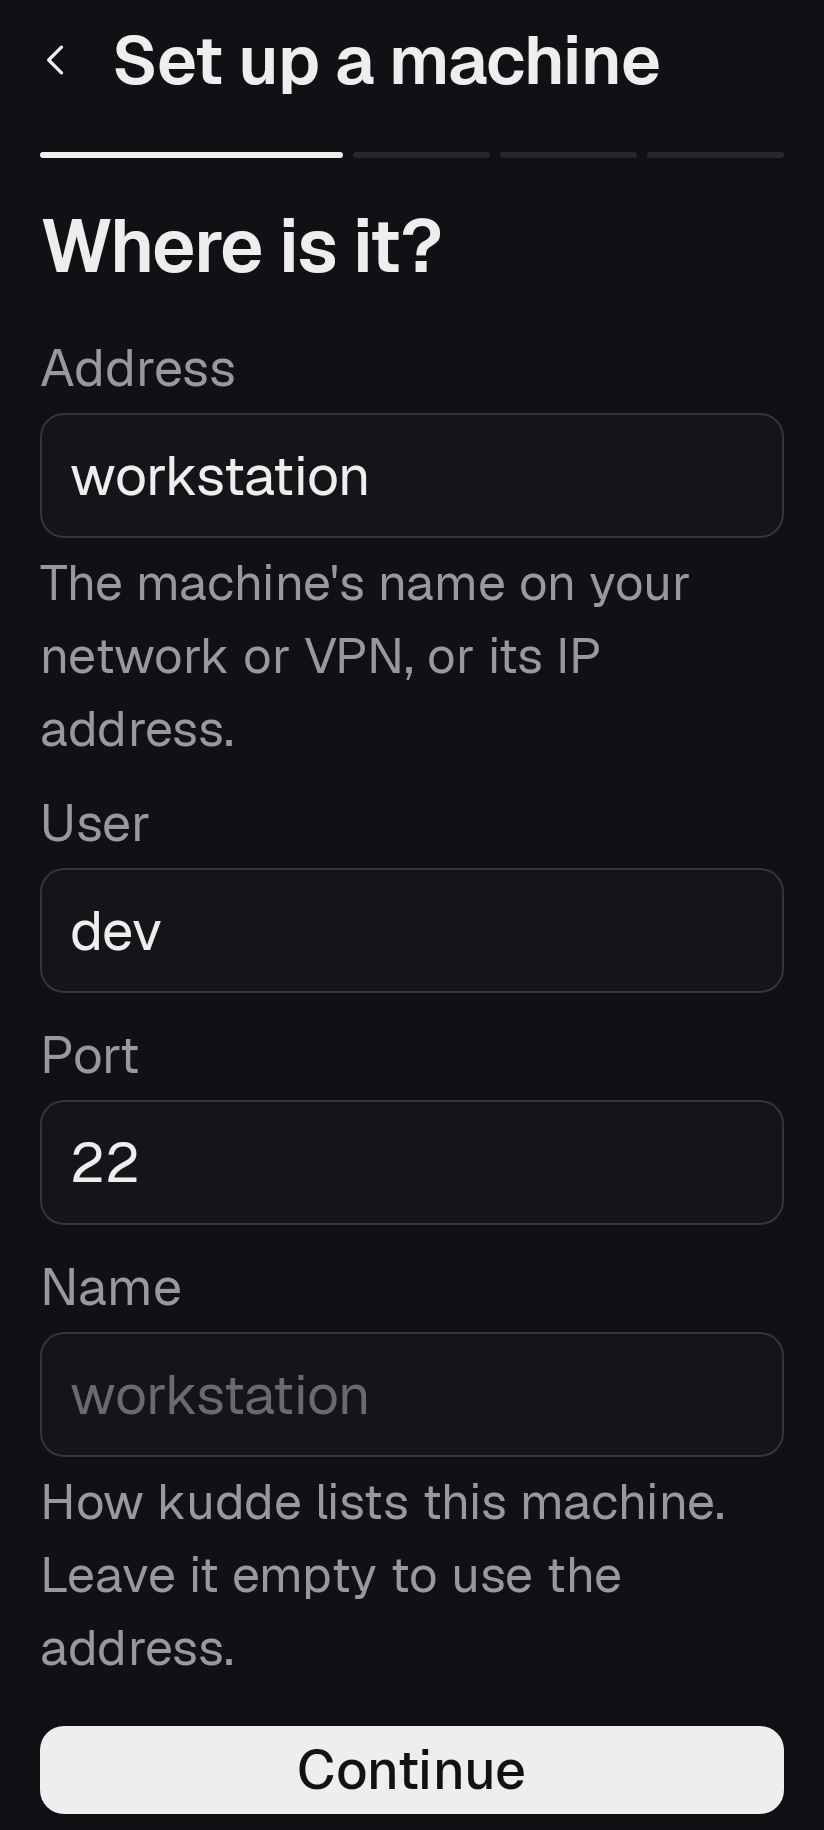 Set up a machine
Where is it?
Address
workstation
The machine's name on your
network or VPN, or its IP
address.
User
dev
Port
22
Name
workstation
How kudde lists this machine.
Leave it empty to use the
address.
Continue